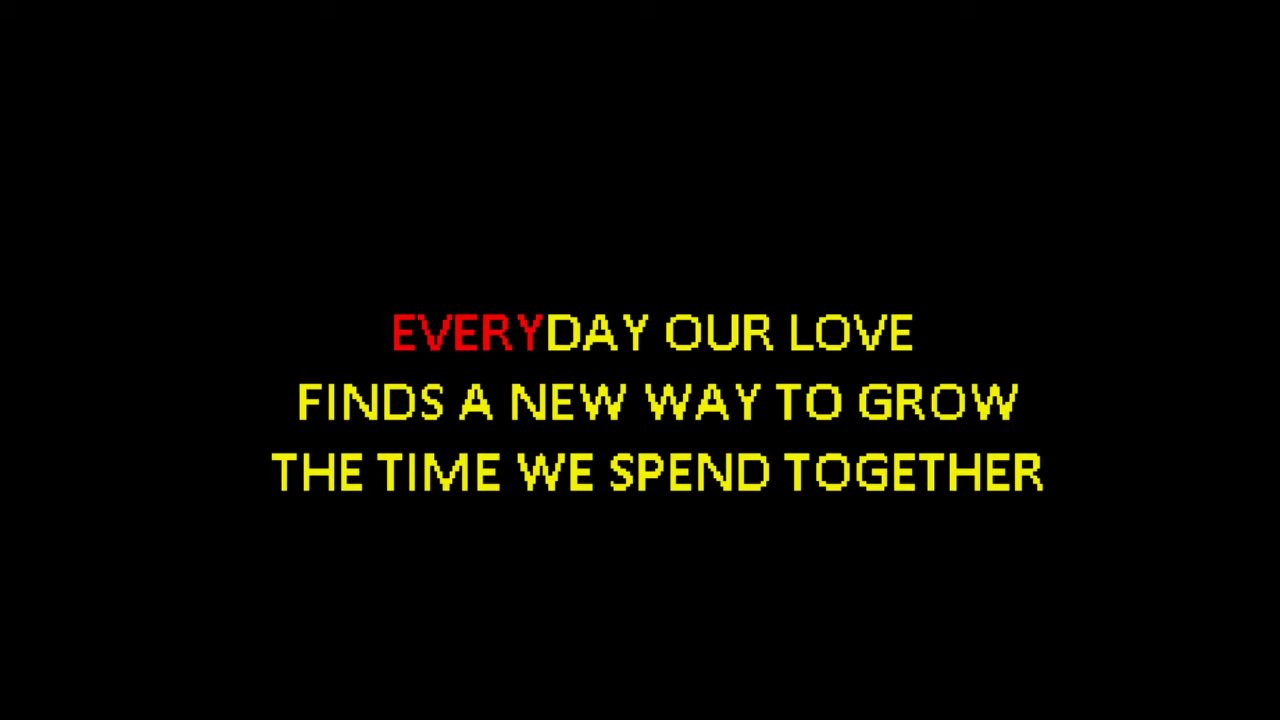 EVERYDAY OUR LOVE
FINDS A NEW WAY TO GROW
THE TIME WE SPEND TOGETHER